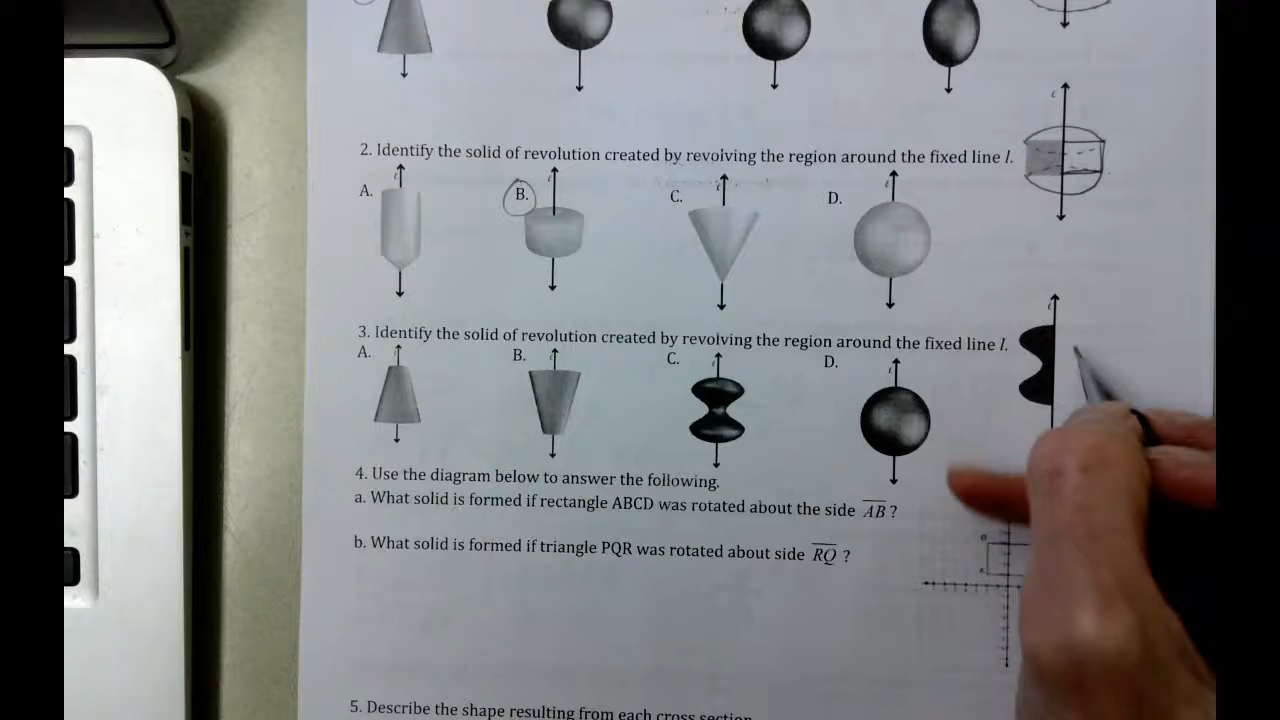 2. Identify the solid of revolution created by revolving the region around the fixed line l.
A. B. C. D.
3. Identify the solid of revolution created by revolving the region around the fixed line l.
A. B. C. D.
4. Use the diagram below to answer the following.
a. What solid is formed if rectangle ABCD was rotated about the side AB ?
b. What solid is formed if triangle PQR was rotated about side RQ ?
5. Describe the shape resulting from each cross section